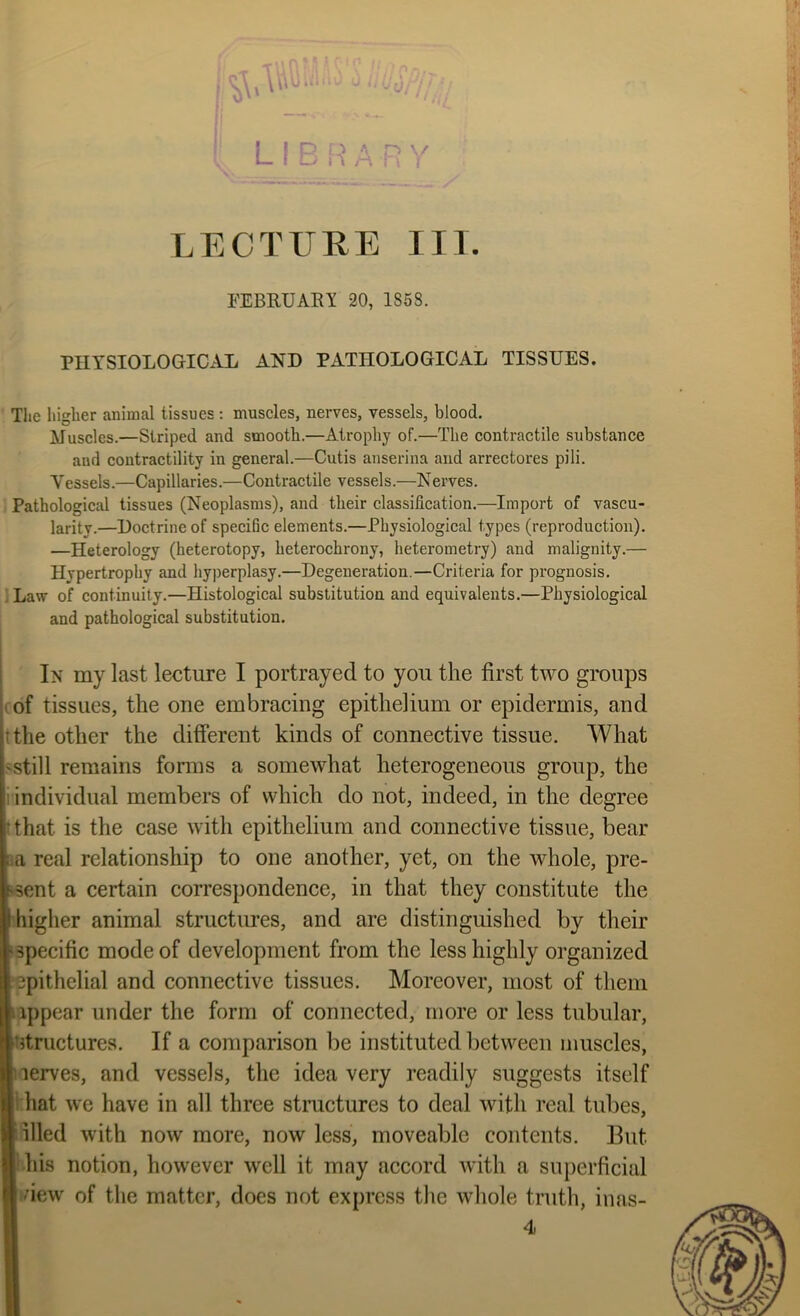 ST. THOMAS'S HOSPITAL
LIBRARY
LECTURE III.
FEBRUARY 20, 1858.
PHYSIOLOGICAL AND PATHOLOGICAL TISSUES.
The higher animal tissues: muscles, nerves, vessels, blood.
Muscles.—Striped and smooth.—Atrophy of.—The contractile substance
and contractility in general.—Cutis anserina and arrectores pili.
Vessels.—Capillaries.—Contractile vessels.—Nerves.
Pathological tissues (Neoplasms), and their classification.—Import of vascu-
larity.—Doctrine of specific elements.—Physiological types (reproduction).
—Heterology (heterotopy, heterochrony, heterometry) and malignity.—
Hypertrophy and hyperplasy.—Degeneration.—Criteria for prognosis.
Law of continuity.—Histological substitution and equivalents.—Physiological
and pathological substitution.
In my last lecture I portrayed to you the first two groups
of tissues, the one embracing epithelium or epidermis, and
the other the different kinds of connective tissue. What
still remains forms a somewhat heterogeneous group, the
individual members of which do not, indeed, in the degree
that is the case with epithelium and connective tissue, bear
a real relationship to one another, yet, on the whole, pre-
sent a certain correspondence, in that they constitute the
higher animal structures, and are distinguished by their
specific mode of development from the less highly organized
epithelial and connective tissues. Moreover, most of them
appear under the form of connected, more or less tubular,
structures. If a comparison be instituted between muscles,
nerves, and vessels, the idea very readily suggests itself
hat we have in all three structures to deal with real tubes,
illed with now more, now less, moveable contents. But
his notion, however well it may accord with a superficial
view of the matter, does not express the whole truth, inas-
4